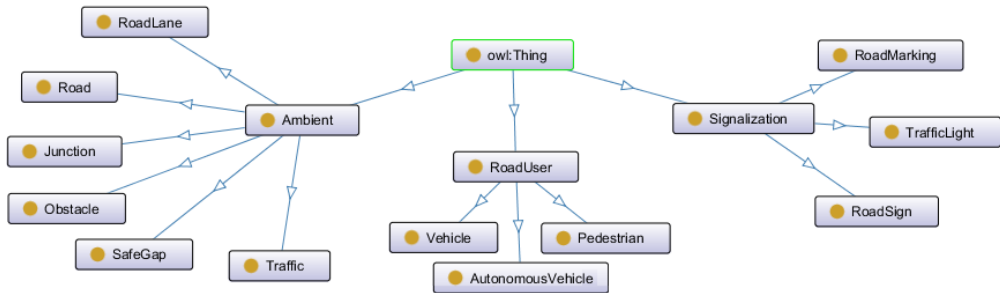 RoadLane
owl:Thing
RoadMarking
Road
Ambient
Signalization
TrafficLight
Junction
RoadUser
Obstacle
RoadSign
Vehicle
Pedestrian
SafeGap
Traffic
AutonomousVehicle